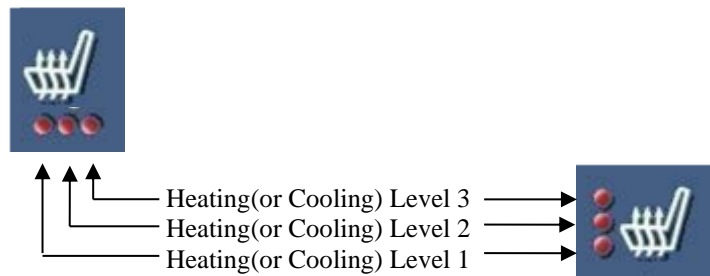 Heating(or Cooling) Level 3
Heating(or Cooling) Level 2
Heating(or Cooling) Level 1